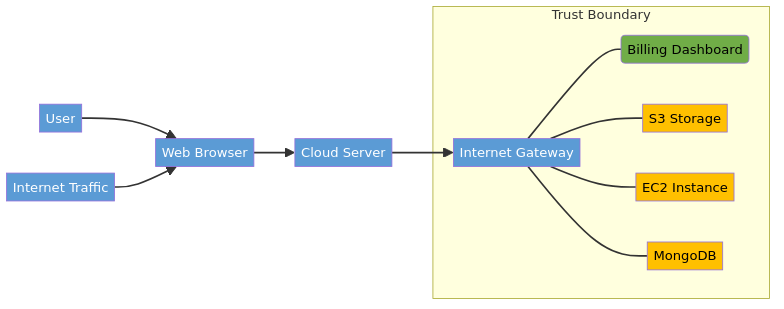 Trust Boundary
Billing Dashboard
User
S3 Storage
Web Browser
Cloud Server
Internet Gateway
Internet Traffic
EC2 Instance
MongoDB